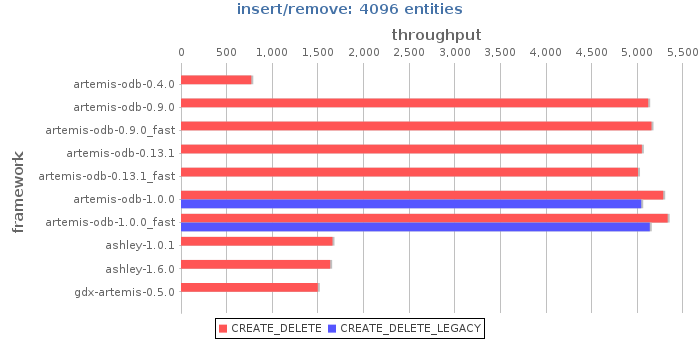 insert/remove: 4096 entities
throughput
0 500 1,000 1,500 2,000 2,500 3,000 3,500 4,000 4,500 5,000 5,500
framework
artemis-odb-0.4.0
artemis-odb-0.9.0
artemis-odb-0.9.0_fast
artemis-odb-0.13.1
artemis-odb-0.13.1_fast
artemis-odb-1.0.0
artemis-odb-1.0.0_fast
ashley-1.0.1
ashley-1.6.0
gdx-artemis-0.5.0
CREATE_DELETE CREATE_DELETE_LEGACY